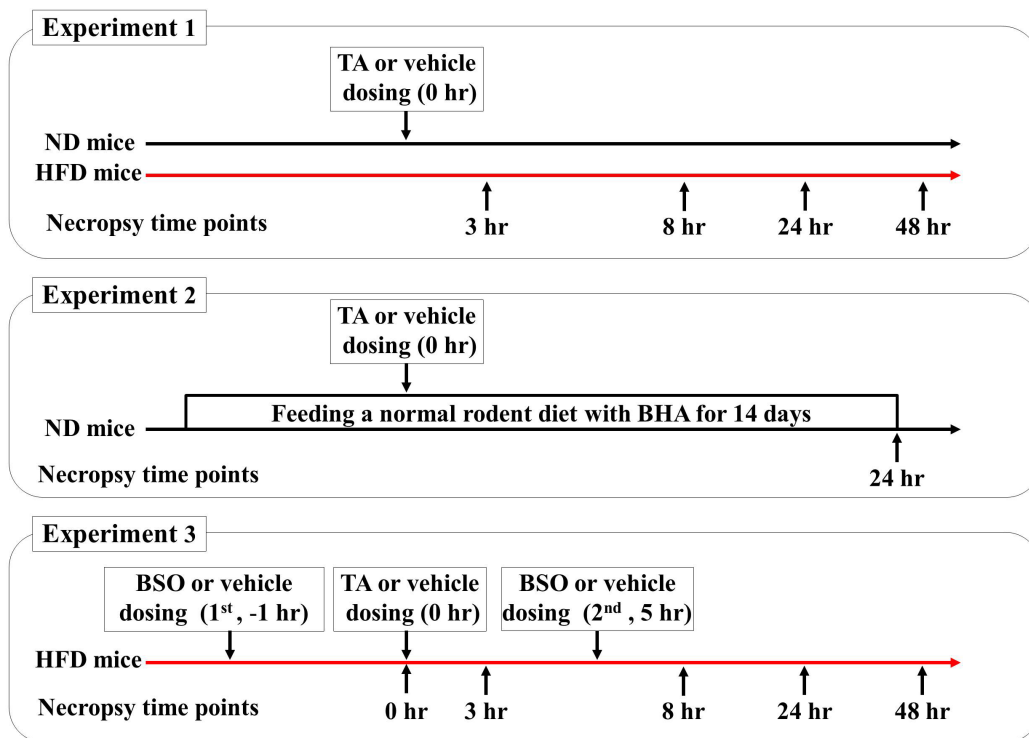 Experiment 1
TA or vehicle
dosing (0 hr)
ND mice
HFD mice
Necropsy time points
3 hr
8 hr
24 hr
48 hr
Experiment 2
TA or vehicle
dosing (0 hr)
Feeding a normal rodent diet with BHA for 14 days
ND mice
Necropsy time points
24 hr
Experiment 3
BSO or vehicle
dosing (1st , -1 hr)
TA or vehicle
dosing (0 hr)
BSO or vehicle
dosing (2nd , 5 hr)
HFD mice
Necropsy time points
0 hr
3 hr
8 hr
24 hr
48 hr